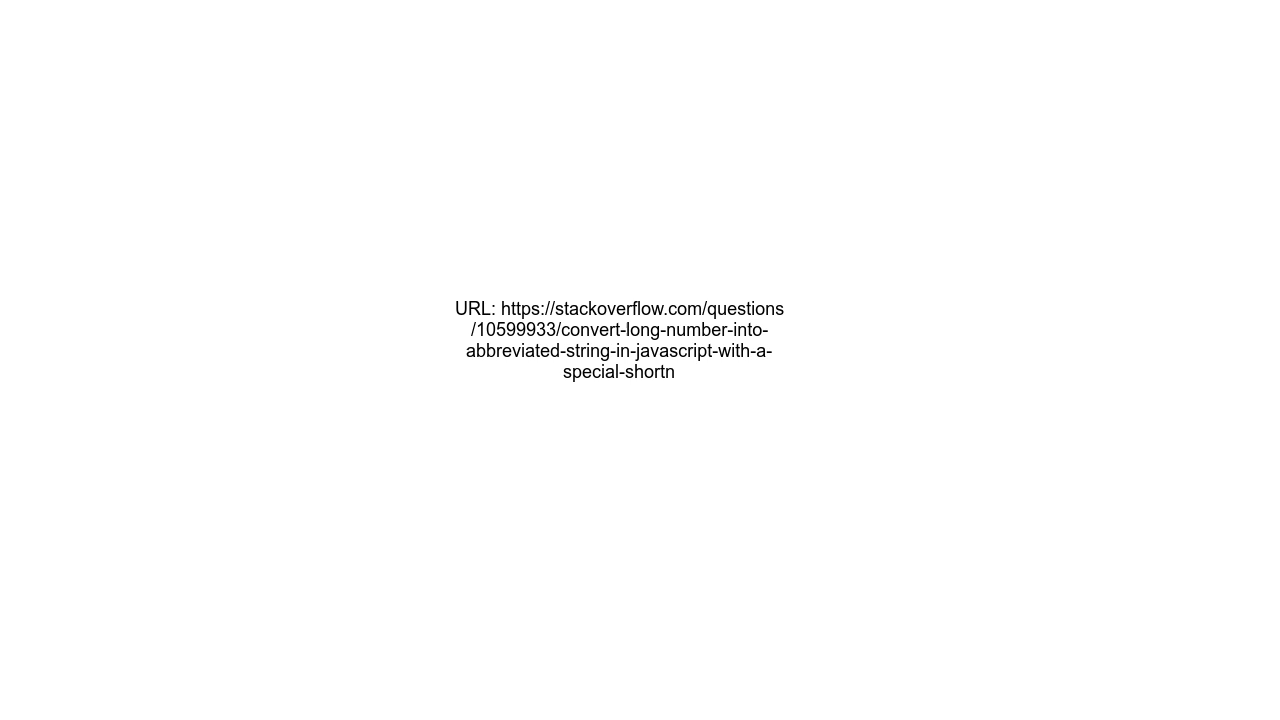 URL: https://stackoverflow.com/questions
/10599933/convert-long-number-into-
abbreviated-string-in-javascript-with-a-
special-shortn